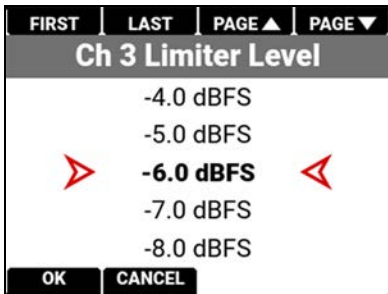 FIRST LAST PAGE▲ PAGE▼
Ch 3 Limiter Level
-4.0 dBFS
-5.0 dBFS
-6.0 dBFS
-7.0 dBFS
-8.0 dBFS
OK CANCEL